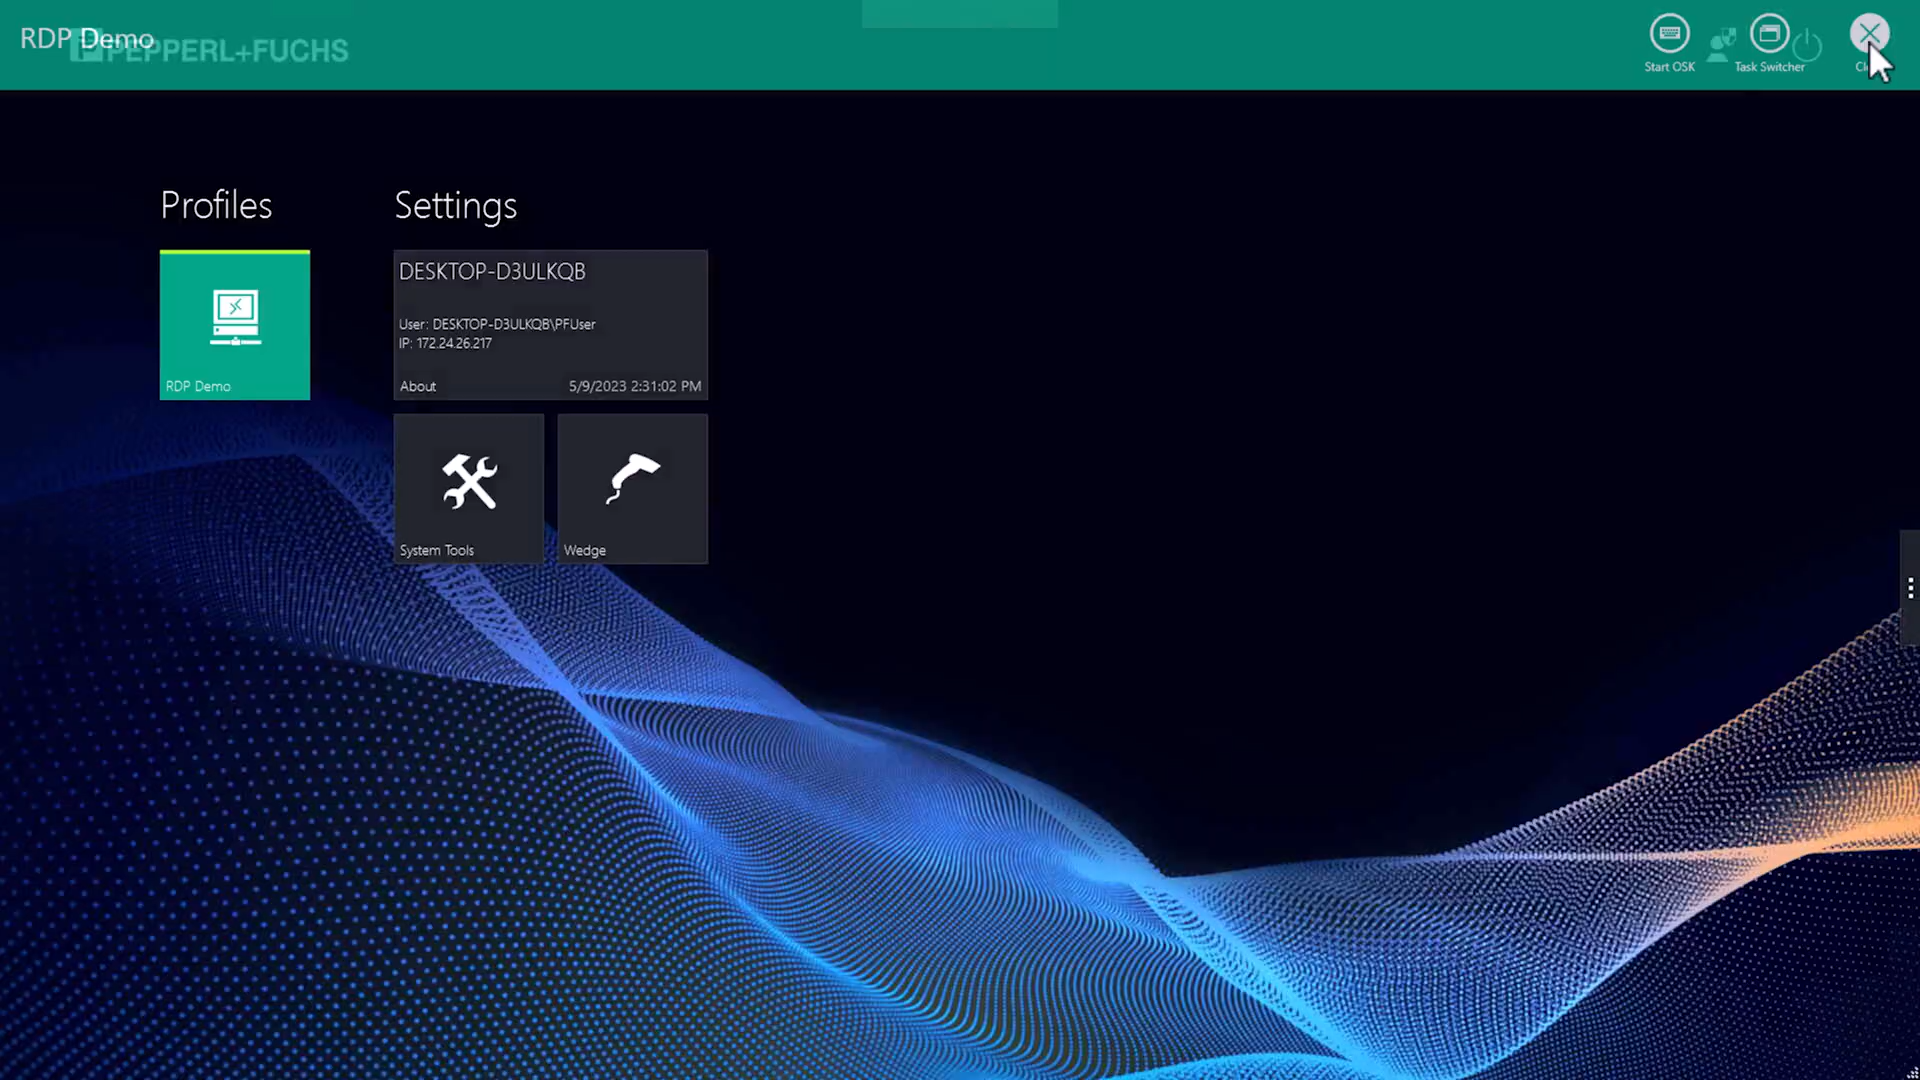 RDP Demo
PEPPERL+FUCHS
Start OSK
Task Switcher
Profiles
Settings
RDP Demo
DESKTOP-D3ULKQB
User: DESKTOP-D3ULKQB\PFUser
IP: 172.24.26.217
About
5/9/2023 2:31:02 PM
System Tools
Wedge